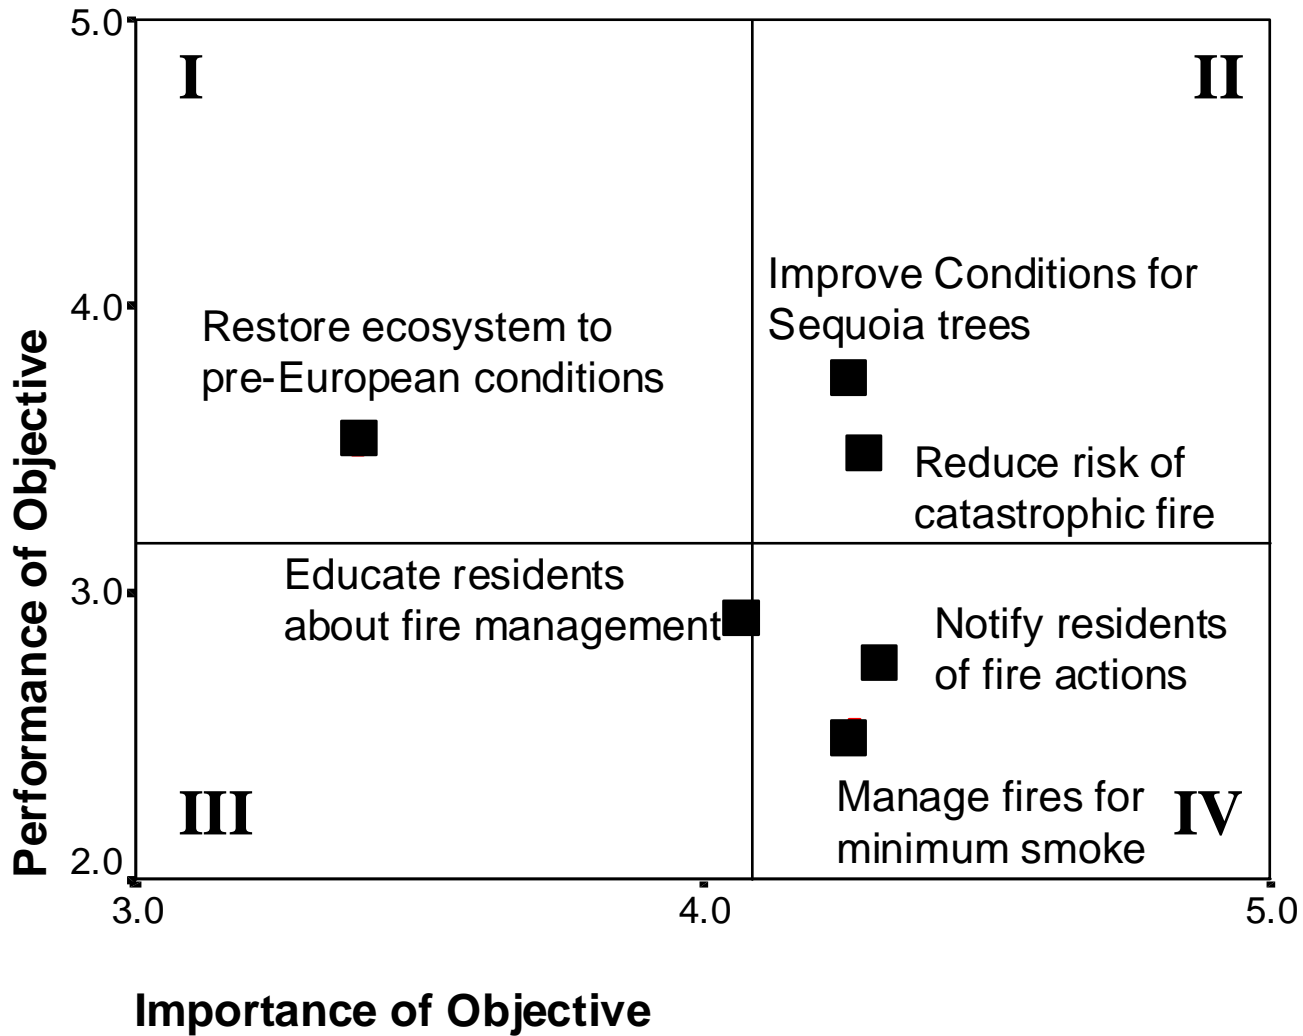 5.0
I
II
Improve Conditions for
Sequoia trees
4.0
Restore ecosystem to
pre-European conditions
Reduce risk of
catastrophic fire
Performance of Objective
Educate residents
about fire management
3.0
Notify residents
of fire actions
III
Manage fires for
minimum smoke
IV
2.0
3.0
4.0
5.0
Importance of Objective